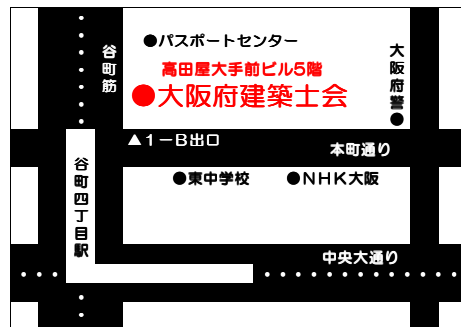 谷町筋
●パスポートセンター
高田屋大手前ビル5階
●大阪府建築士会
大阪府警●
▲1－B出口
本町通り
谷町四丁目駅
●東中学校
●NHK大阪
中央大通り